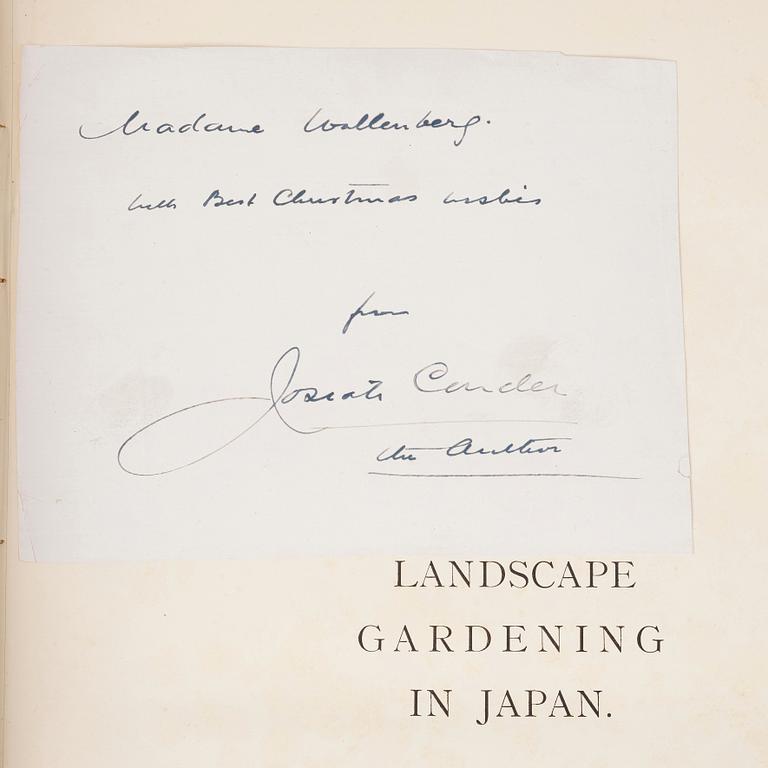 Madame Wallenberg.
with Best Christmas wishes
from
Josiah Conder
the Author
LANDSCAPE
GARDENING
IN JAPAN.